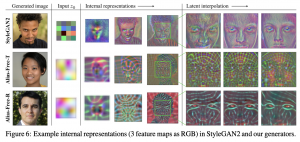 Generated image
Input z₀
Internal representations
Latent interpolation
StyleGAN2
Alias-Free-T
Alias-Free-R
Figure 6: Example internal representations (3 feature maps as RGB) in StyleGAN2 and our generators.